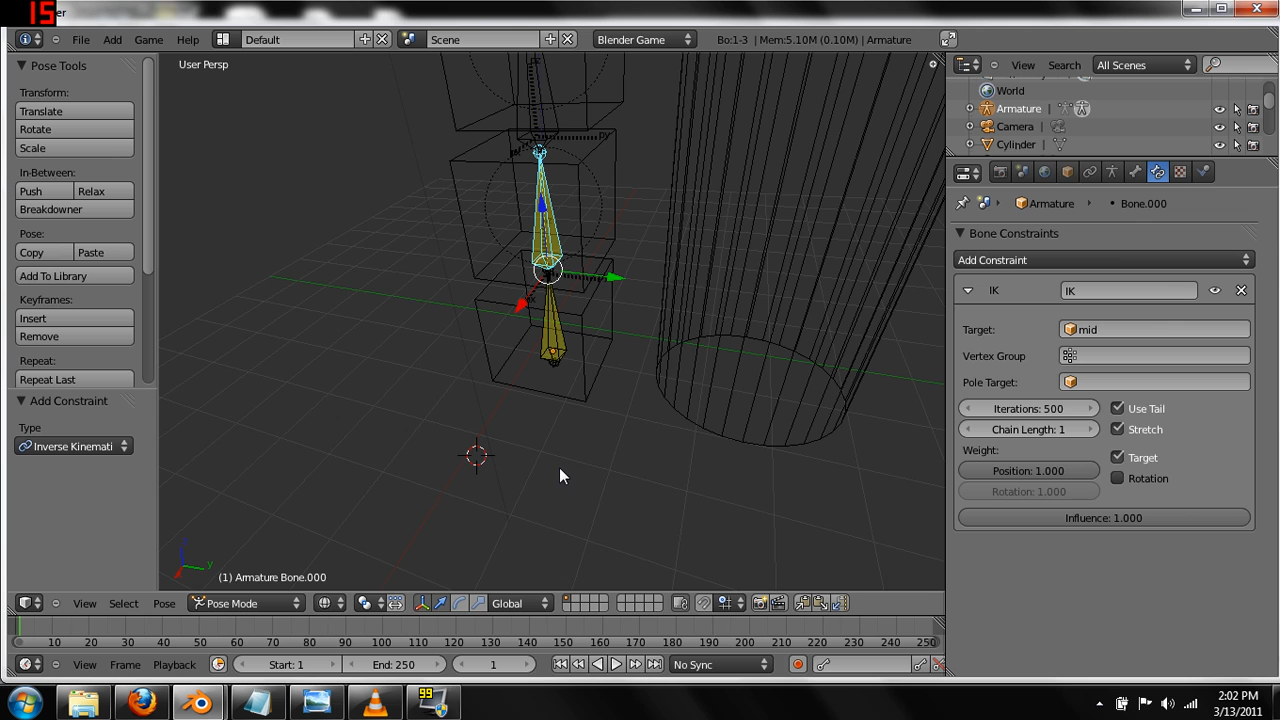 15
er
File Add Game Help Default Scene Blender Game Bo:1-3 | Mem:5.10M (0.10M) | Armature
Pose Tools
Transform:
Translate
Rotate
Scale
In-Between:
Push Relax
Breakdowner
Pose:
Copy Paste
Add To Library
Keyframes:
Insert
Remove
Repeat:
Repeat Last
Add Constraint
Type
Inverse Kinemati
User Persp
(1) Armature Bone.000
View Select Pose Pose Mode Global
View Search All Scenes
World
Armature
Camera
Cylinder
Armature Bone.000
Bone Constraints
Add Constraint
IK IK
Target: mid
Vertex Group
Pole Target:
Iterations: 500 Use Tail
Chain Length: 1 Stretch
Weight: Target
Position: 1.000
Rotation: 1.000 Rotation
Influence: 1.000
10 20 30 40 50 60 70 80 90 100 110 120 130 140 150 160 170 180 190 200 210 220 230 240 250
View Frame Playback Start: 1 End: 250 1 No Sync
99
2:02 PM
3/13/2011